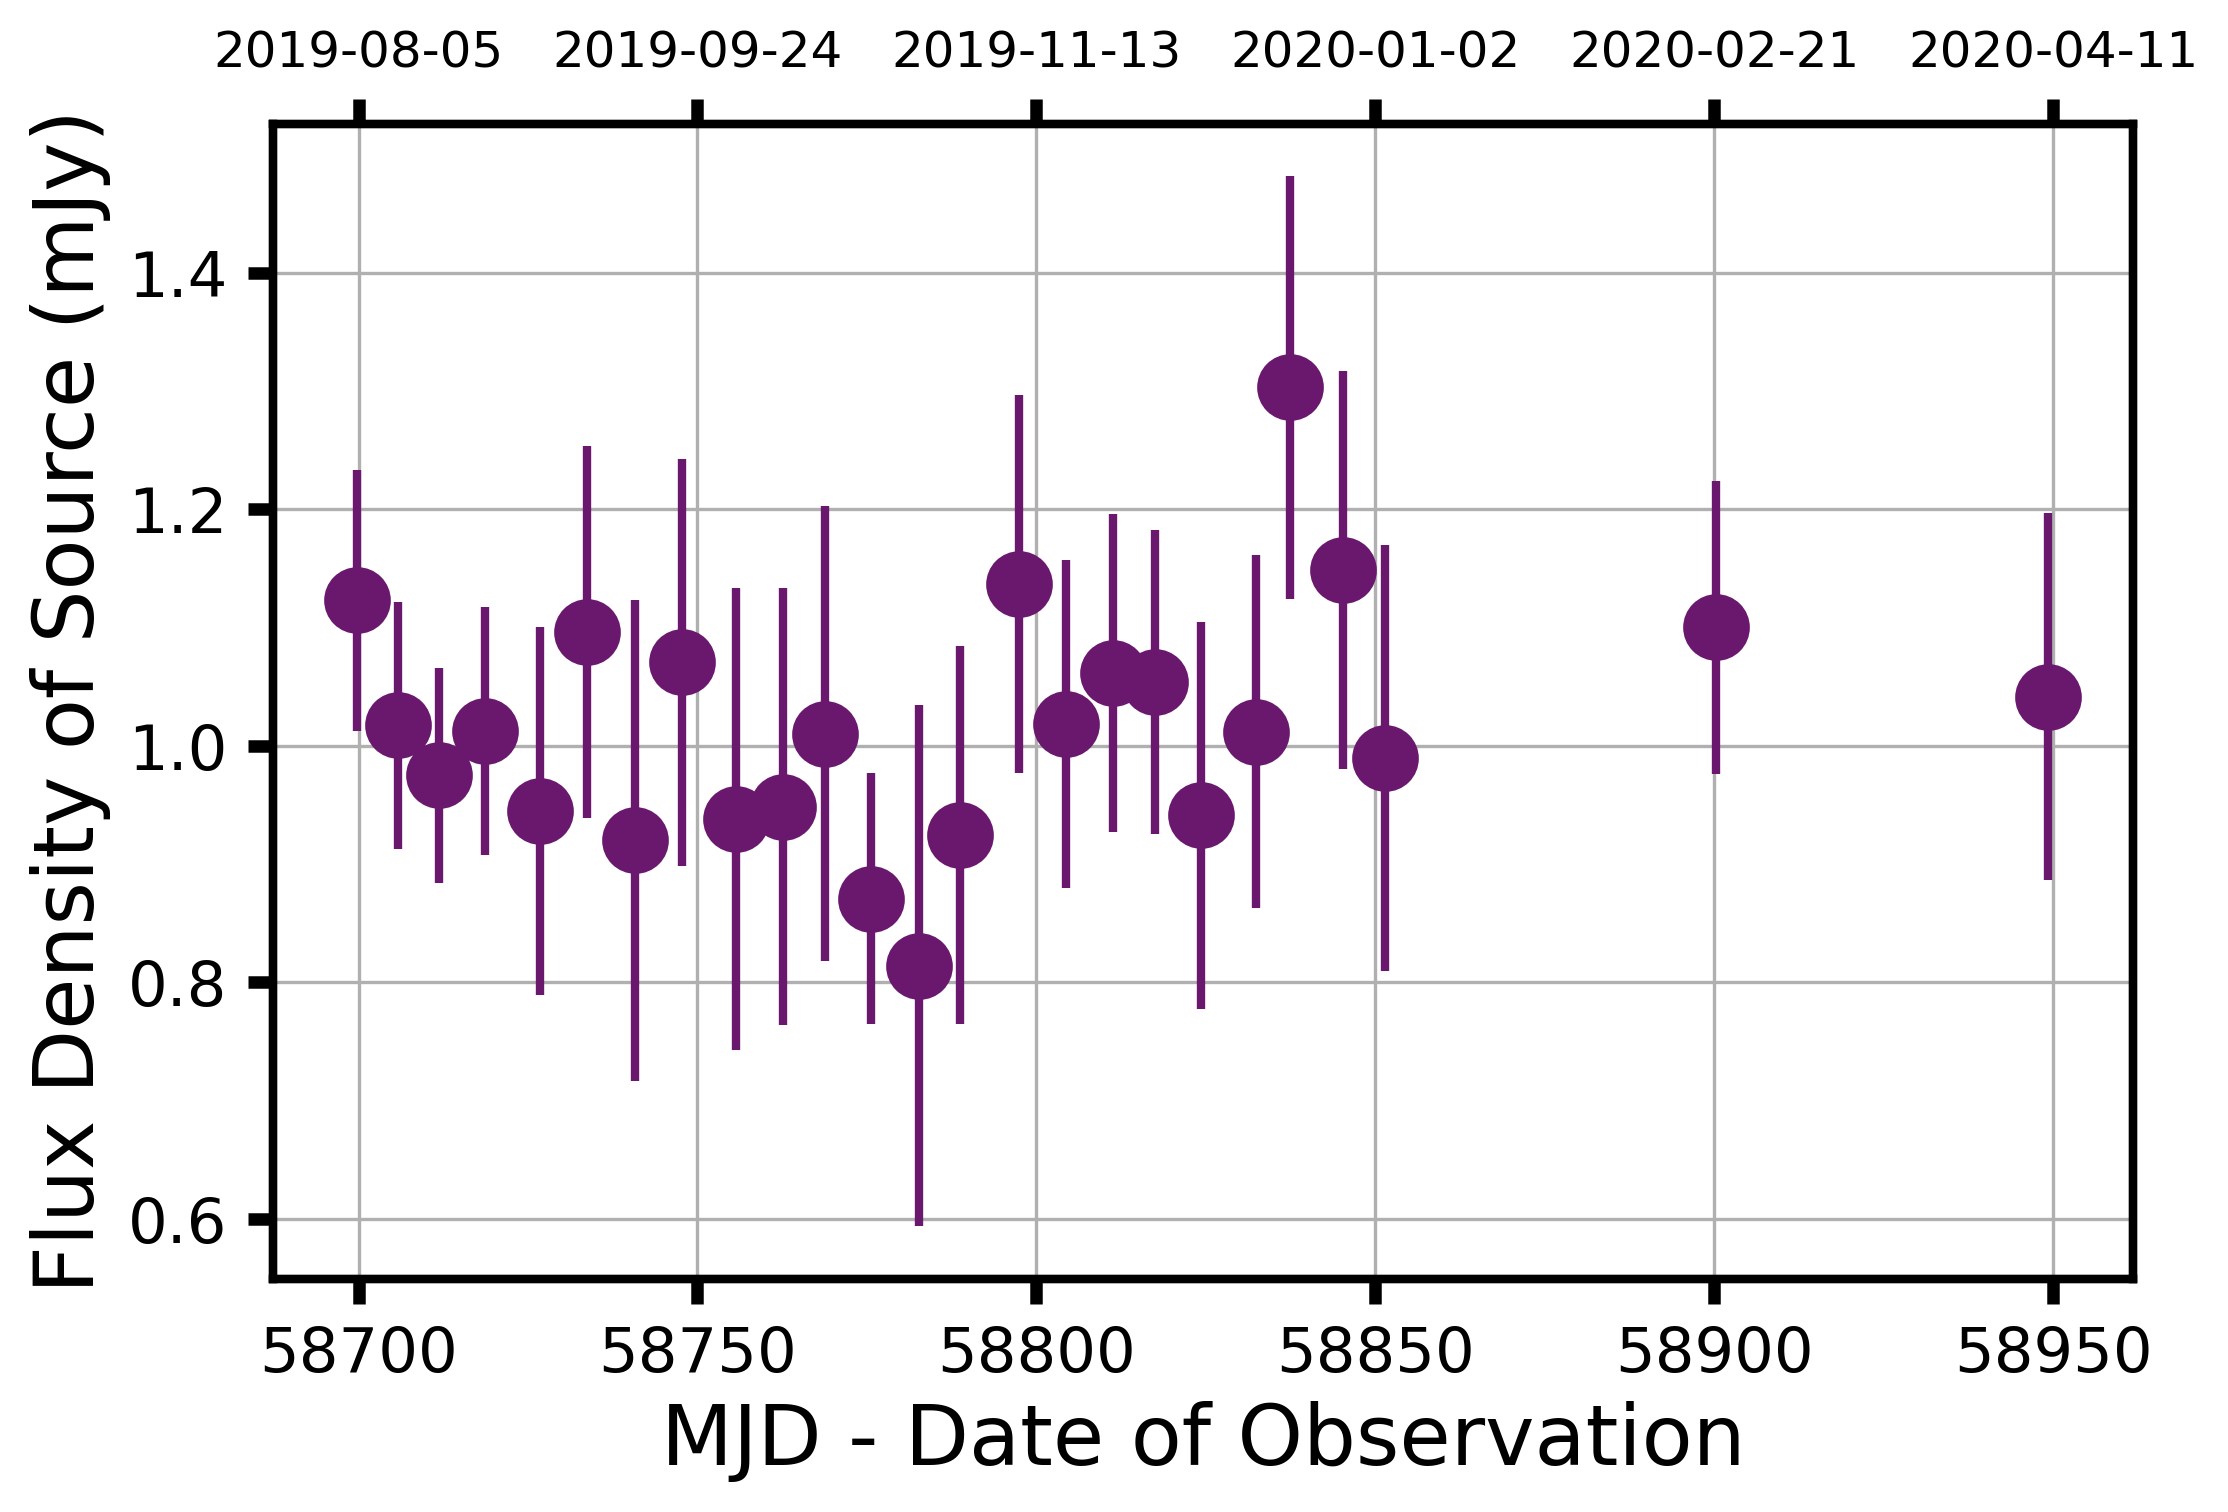 2019-08-05 2019-09-24 2019-11-13 2020-01-02 2020-02-21 2020-04-11
Flux Density of Source (mJy)
1.4
1.2
1.0
0.8
0.6
58700 58750 58800 58850 58900 58950
MJD - Date of Observation